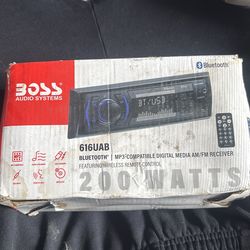 Bluetooth®
BOSS
AUDIO SYSTEMS
BT/USB
616UAB
BLUETOOTH® | MP3-COMPATIBLE DIGITAL MEDIA AM/FM RECEIVER
FEATURING WIRELESS REMOTE CONTROL
200 WATTS